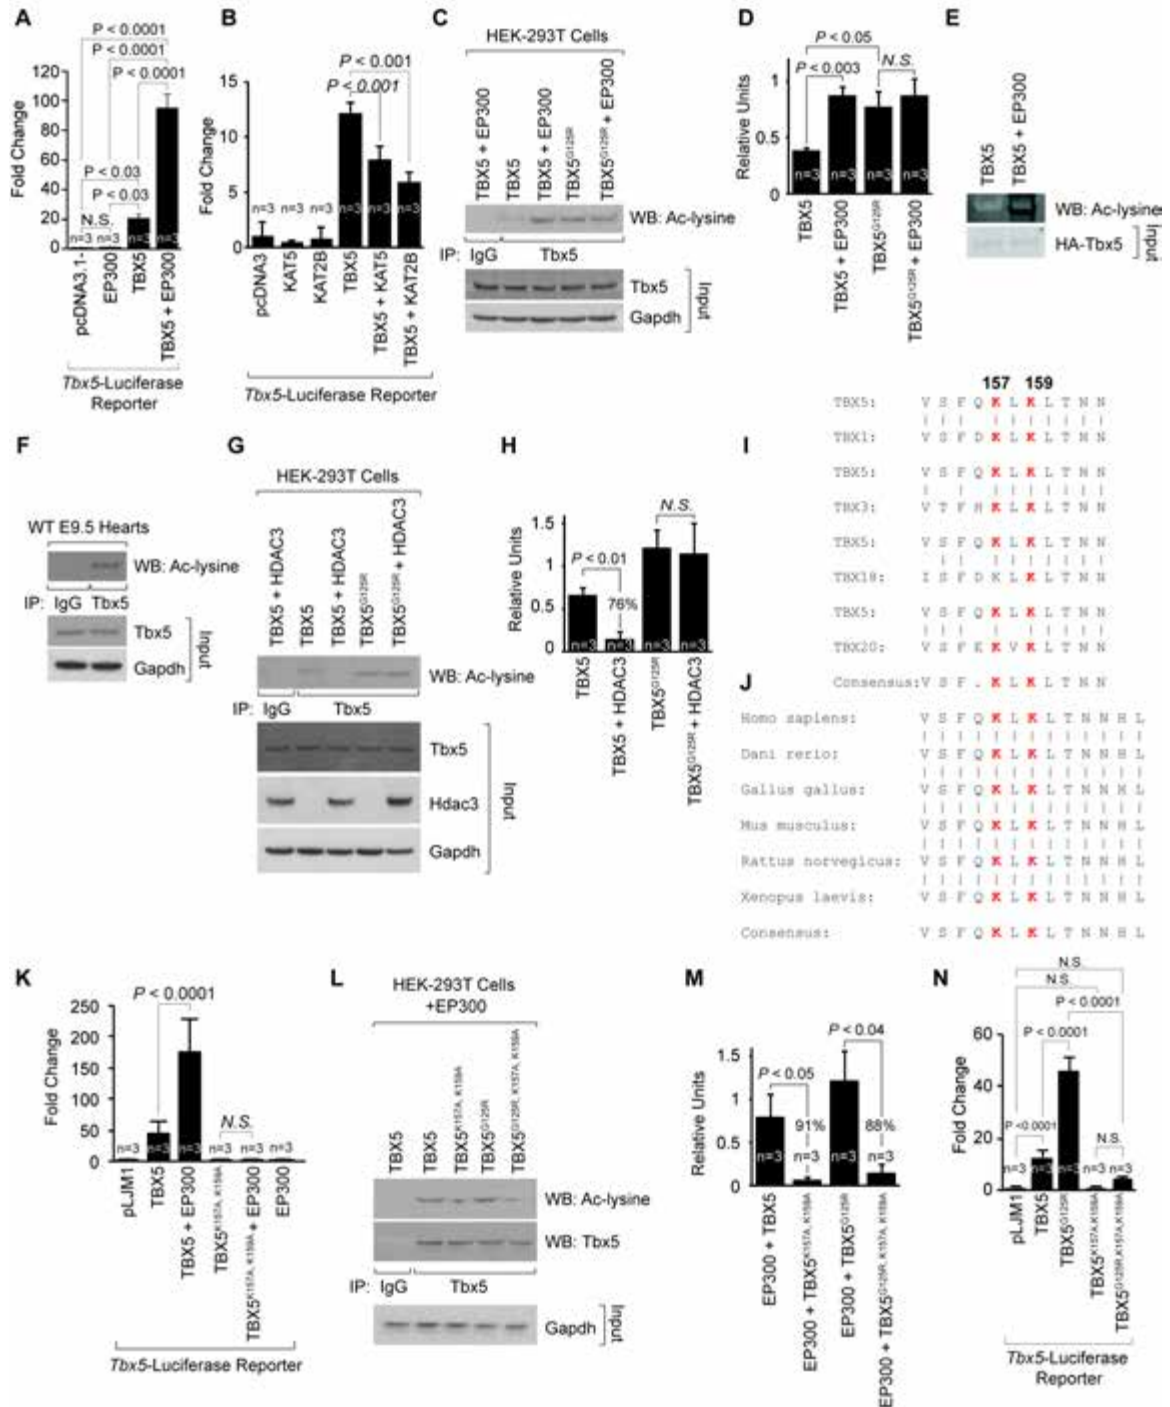 A
P < 0.0001
P < 0.0001
P < 0.0001
P < 0.03
P < 0.03
N.S.
n=3 n=3 n=3 n=3
Fold Change
120
100
80
60
40
20
0
pcDNA3.1-
EP300
TBX5
TBX5 + EP300
Tbx5-Luciferase
Reporter
B
P < 0.001
P < 0.001
Fold Change
15
10
5
0
n=3 n=3 n=3 n=3 n=3 n=3
pcDNA3
KAT5
KAT2B
TBX5
TBX5 + KAT5
TBX5 + KAT2B
Tbx5-Luciferase Reporter
C
HEK-293T Cells
TBX5 + EP300
TBX5
TBX5 + EP300
TBX5G125R
TBX5G125R + EP300
WB: Ac-lysine
IP: IgG Tbx5
Tbx5
Gapdh
Input
D
P < 0.05
P < 0.003
N.S.
Relative Units
1
0.5
0
n=3 n=3 n=3 n=3
TBX5
TBX5 + EP300
TBX5G125R
TBX5G125R + EP300
E
TBX5
TBX5 + EP300
WB: Ac-lysine
HA-Tbx5
Input
F
WT E9.5 Hearts
WB: Ac-lysine
IP: IgG Tbx5
Tbx5
Gapdh
Input
G
HEK-293T Cells
TBX5 + HDAC3
TBX5
TBX5 + HDAC3
TBX5G125R
TBX5G125R + HDAC3
WB: Ac-lysine
IP: IgG Tbx5
Tbx5
Hdac3
Gapdh
Input
H
N.S.
P < 0.01
76%
Relative Units
1.5
1
0.5
0
n=3 n=3 n=3 n=3
TBX5
TBX5 + HDAC3
TBX5G125R
TBX5G125R + HDAC3
I
157 159
TBX5: V S F Q K L K L T N N
TBX1: V S F D K L K L T N N
TBX5: V S F Q K L K L T N N
TBX3: V T F H K L K L T N N
TBX5: V S F Q K L K L T N N
TBX18: I S F D K L K L T N N
TBX5: V S F Q K L K L T N N
TBX20: V S F E K V K L T N N
Consensus: V S F . K L K L T N N
J
Homo sapiens: V S F Q K L K L T N N H L
Dani rerio: V S F Q K L K L T N N H L
Gallus gallus: V S F Q K L K L T N N H L
Mus musculus: V S F Q K L K L T N N H L
Rattus norvegicus: V S F Q K L K L T N N H L
Xenopus laevis: V S F Q K L K L T N N H L
Consensus: V S F Q K L K L T N N H L
K
P < 0.0001
N.S.
Fold Change
250
200
150
100
50
0
n=3 n=3 n=3 n=3 n=3 n=3
pLJM1
TBX5
TBX5 + EP300
TBX5K157A, K159A
TBX5K157A, K159A + EP300
EP300
Tbx5-Luciferase Reporter
L
HEK-293T Cells
+EP300
TBX5
TBX5
TBX5K157A, K159A
TBX5G125R
TBX5G125R, K157A, K159A
WB: Ac-lysine
WB: Tbx5
IP: IgG Tbx5
Gapdh
Input
M
P < 0.04
P < 0.05
91%
88%
Relative Units
1.5
1
0.5
0
n=3 n=3 n=3 n=3
EP300 + TBX5
EP300 + TBX5K157A, K159A
EP300 + TBX5G125R
EP300 + TBX5G125R, K157A, K159A
N
N.S.
N.S.
P < 0.0001
P < 0.0001
P <0.0001
N.S.
Fold Change
60
40
20
0
n=3 n=3 n=3 n=3 n=3
pLJM1
TBX5
TBX5G125R
TBX5K157A,K159A
TBX5G125R,K157A,K159A
Tbx5-Luciferase
Reporter